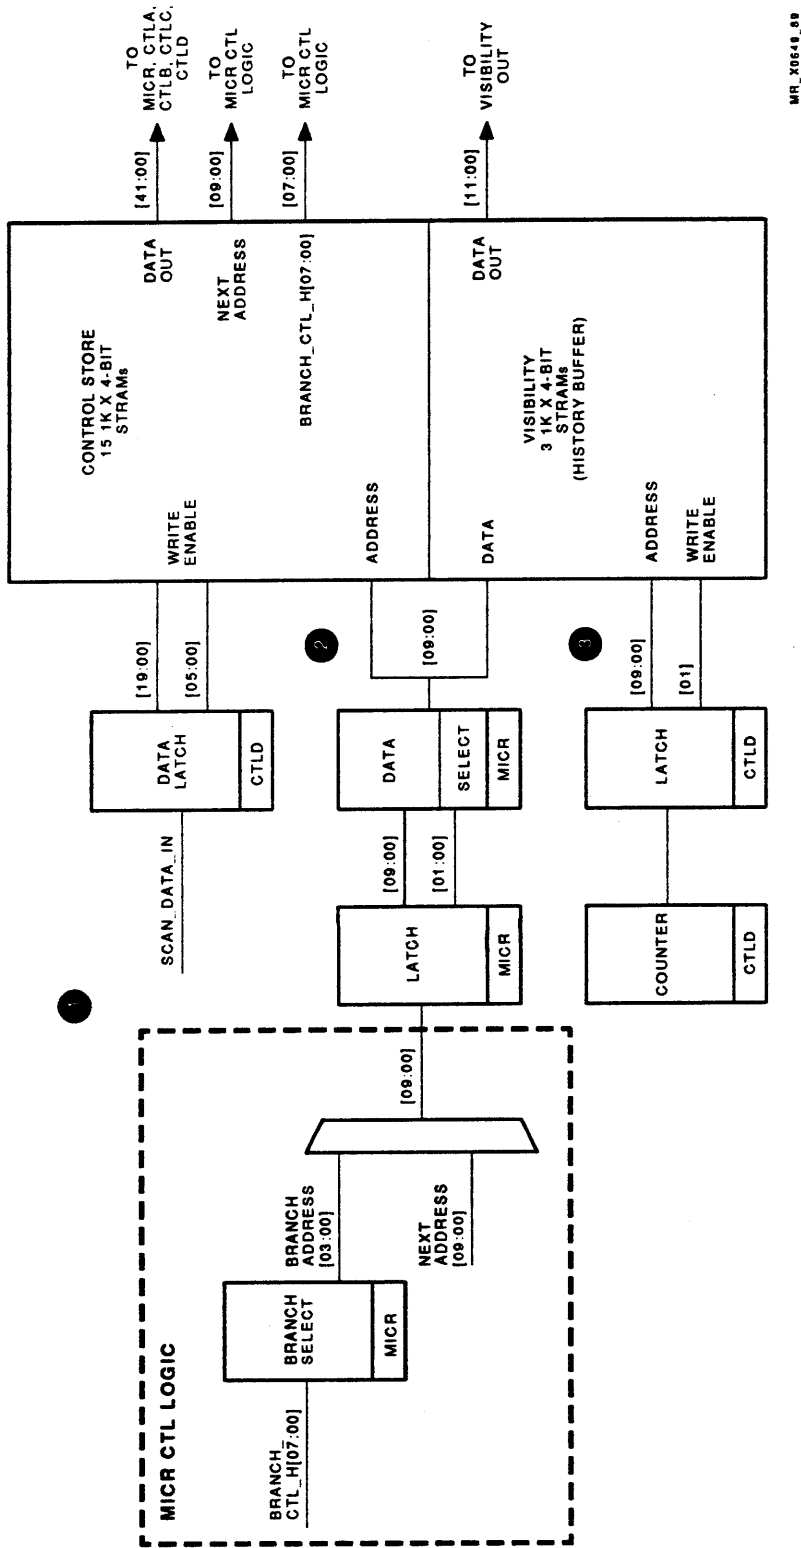 MICR CTL LOGIC
BRANCH_
CTL_H[07:00]
BRANCH
SELECT
MICR
BRANCH
ADDRESS
[03:00]
NEXT
ADDRESS
[09:00]
[09:00]
1
SCAN_DATA_IN
LATCH
MICR
[09:00]
[01:00]
COUNTER
CTLD
DATA
LATCH
CTLD
[19:00]
[05:00]
DATA
SELECT
MICR
2
[09:00]
LATCH
CTLD
3
[09:00]
[01]
CONTROL STORE
15 1K X 4-BIT
STRAMs
WRITE
ENABLE
ADDRESS
DATA
OUT
NEXT
ADDRESS
BRANCH_CTL_H[07:00]
VISIBILITY
3 1K X 4-BIT
STRAMs
(HISTORY BUFFER)
DATA
ADDRESS
WRITE
ENABLE
DATA
OUT
[41:00]
TO
MICR, CTLA,
CTLB, CTLC,
CTLD
[09:00]
TO
MICR CTL
LOGIC
[07:00]
TO
MICR CTL
LOGIC
[11:00]
TO
VISIBILITY
OUT
MR_X0649_89